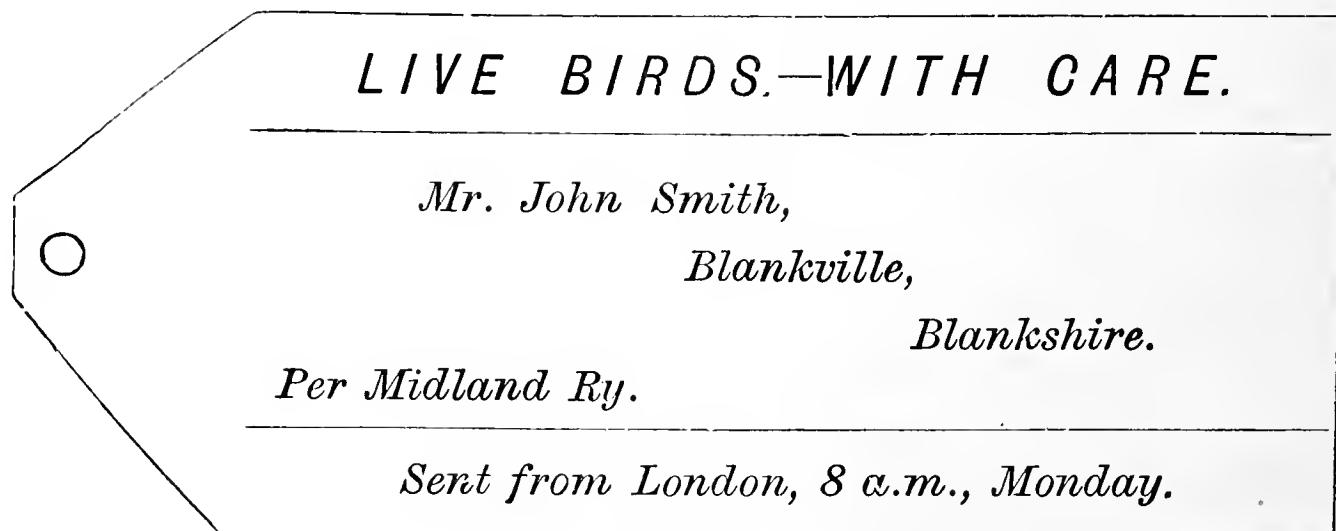 LIVE BIRDS.—WITH CARE.
Mr. John Smith,
Blankville,
Blankshire.
Per Midland Ry.
Sent from London, 8 a.m., Monday.